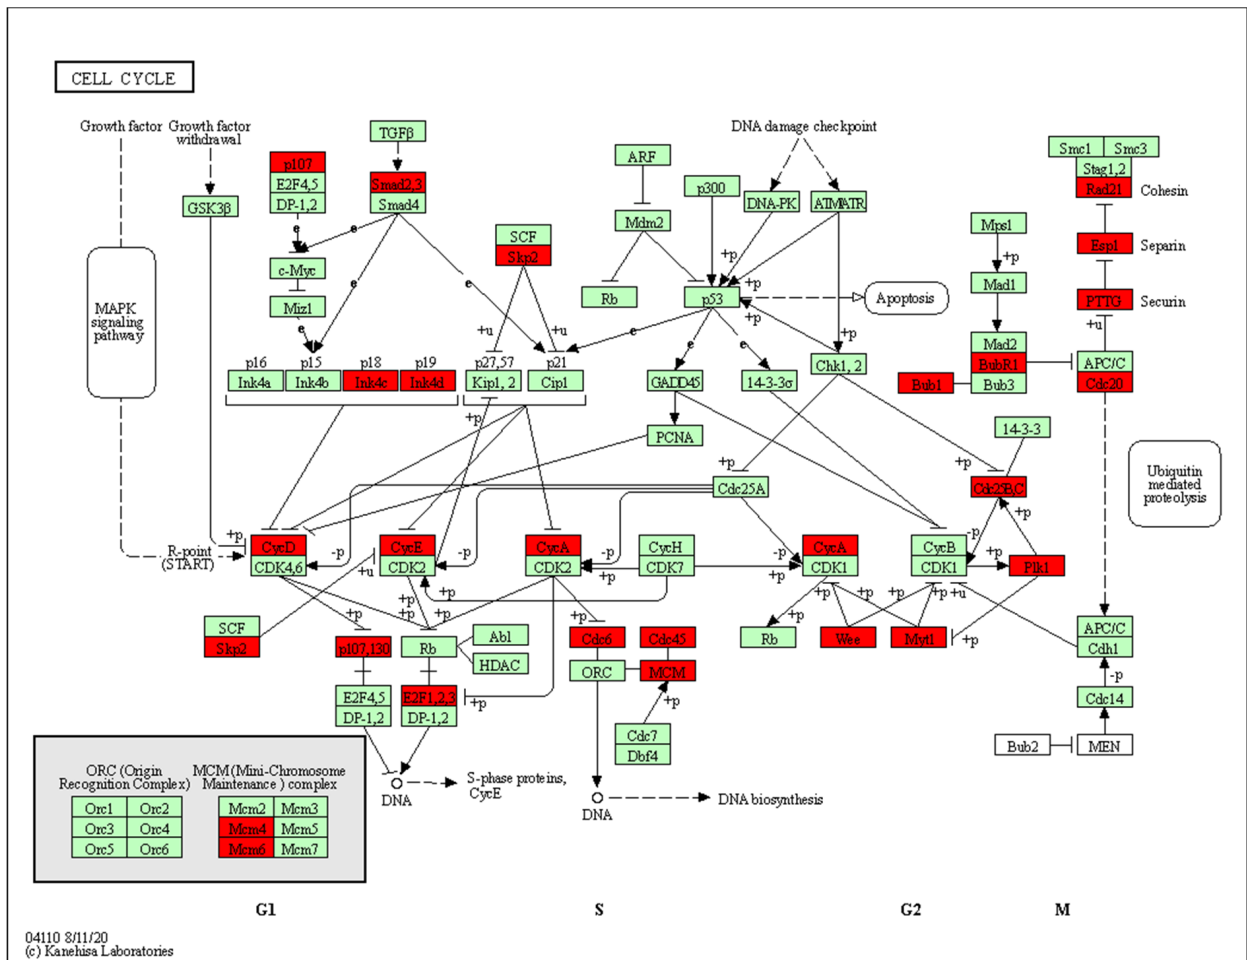 CELL CYCLE
Growth factor
Growth factor
withdrawal
TGFβ
DNA damage checkpoint
Smc1
Smc3
Stag1,2
Rad21
Cohesin
p107
E2F4,5
DP-1,2
Smad2,3
Smad4
ARF
p300
DNA-PK
ATM/ATR
GSK3β
Mdm2
Mps1
SCF
Skp2
Esp1
Separin
e
e
+p
+p
+p
c-Myc
e
e
Rb
p53
Apoptosis
Mad1
PTTG
Securin
MAPK
signaling
pathway
Miz1
e
+u
+u
e
e
+p
+p
+u
p16
p15
p18
p19
p27,57
p21
Ink4a
Ink4b
Ink4c
Ink4d
Kip1, 2
Cip1
GADD45
14-3-3σ
Chk1, 2
Mad2
BubR1
Bub3
Bub1
APC/C
Cdc20
+p
PCNA
14-3-3
+p
+p
Ubiquitin
mediated
proteolysis
Cdc25A
Cdc25B,C
R-point
(START)
+p
CycD
CDK4,6
-p
CycE
CDK2
-p
CycA
CDK2
-p
+p
CycH
CDK7
+p
-p
CycA
CDK1
CycB
CDK1
-p
+p
+p
Plk1
+u
+p
+p
+p
+p
+p
+p
+p
+p
+u
SCF
Skp2
p107,130
Rb
Abl
HDAC
Cdc6
Cdc45
ORC
MCM
Rb
Wee
Myt1
+p
APC/C
Cdh1
E2F4,5
DP-1,2
E2F1,2,3
DP-1,2
+p
+p
-p
Cdc14
Cdc7
Dbf4
Bub2
MEN
DNA
S-phase proteins,
CycE
DNA
DNA biosynthesis
ORC (Origin
Recognition Complex)
MCM (Mini-Chromosome
Maintenance ) complex
Orc1
Orc2
Mcm2
Mcm3
Orc3
Orc4
Mcm4
Mcm5
Orc5
Orc6
Mcm6
Mcm7
G1
S
G2
M
04110 8/11/20
(c) Kanehisa Laboratories